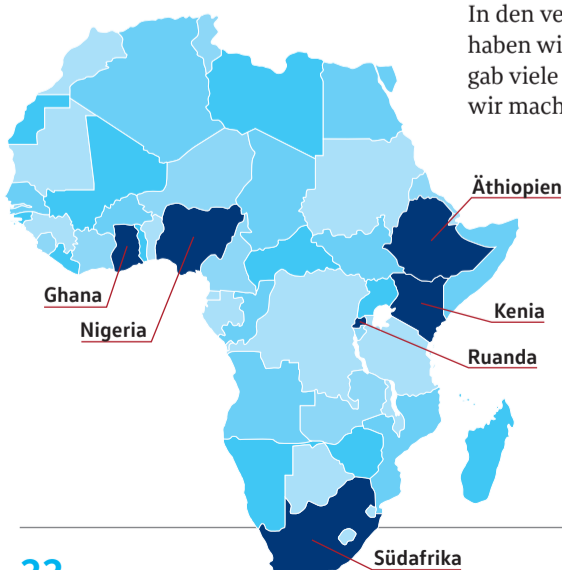 In den ve
haben wi
gab viele
wir mach
Äthiopien
Ghana
Kenia
Nigeria
Ruanda
Südafrika